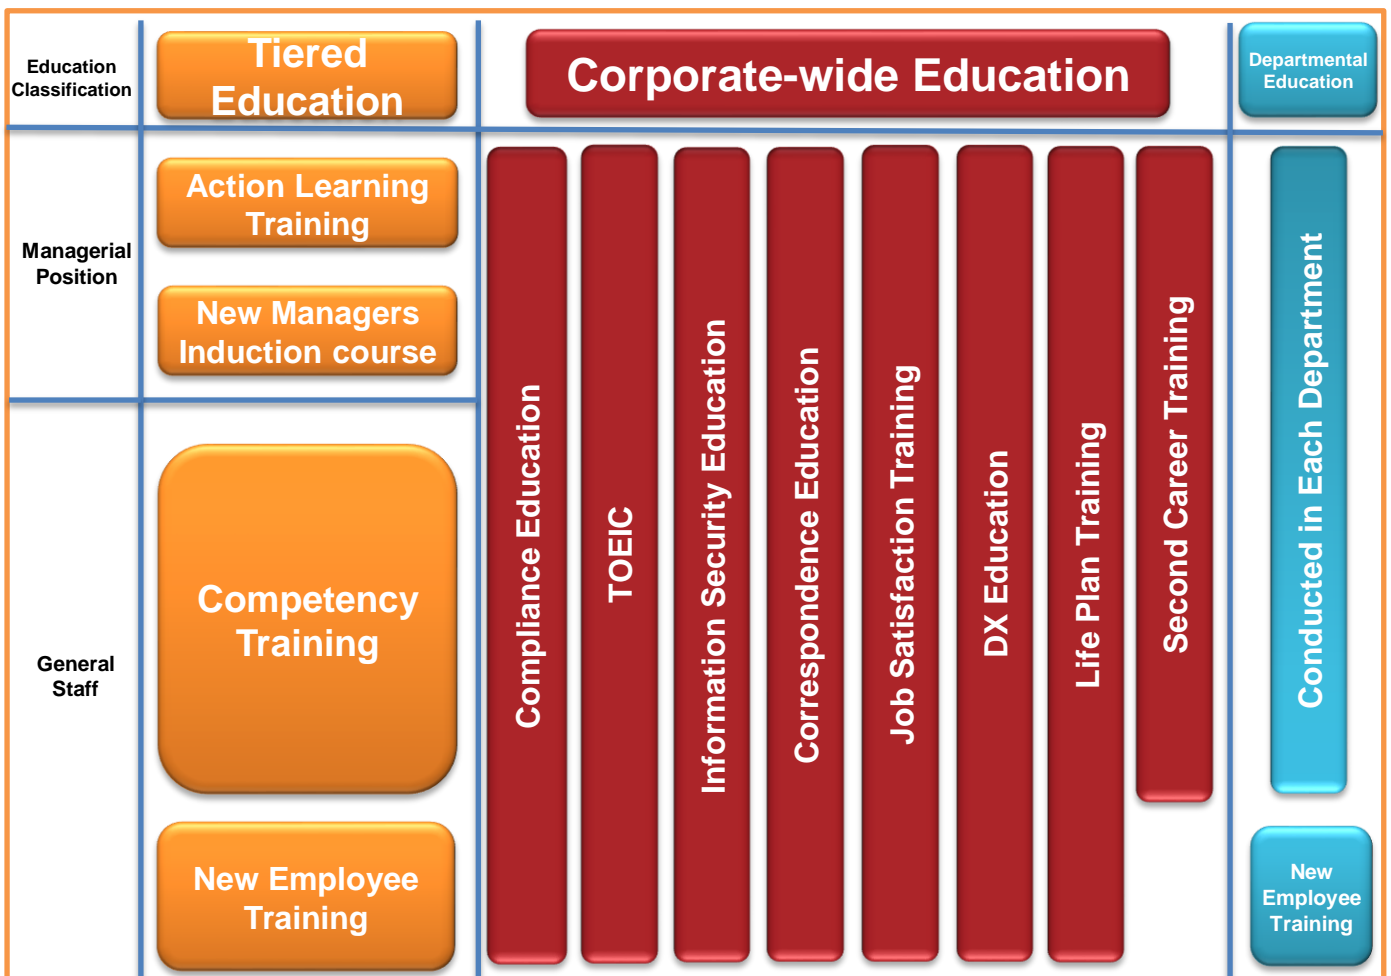 Education
Classification
Tiered
Education
Corporate-wide Education
Departmental
Education
Managerial
Position
Action Learning
Training
New Managers
Induction course
General
Staff
Competency
Training
New Employee
Training
Compliance Education
TOEIC
Information Security Education
Correspondence Education
Job Satisfaction Training
DX Education
Life Plan Training
Second Career Training
Conducted in Each Department
New
Employee
Training